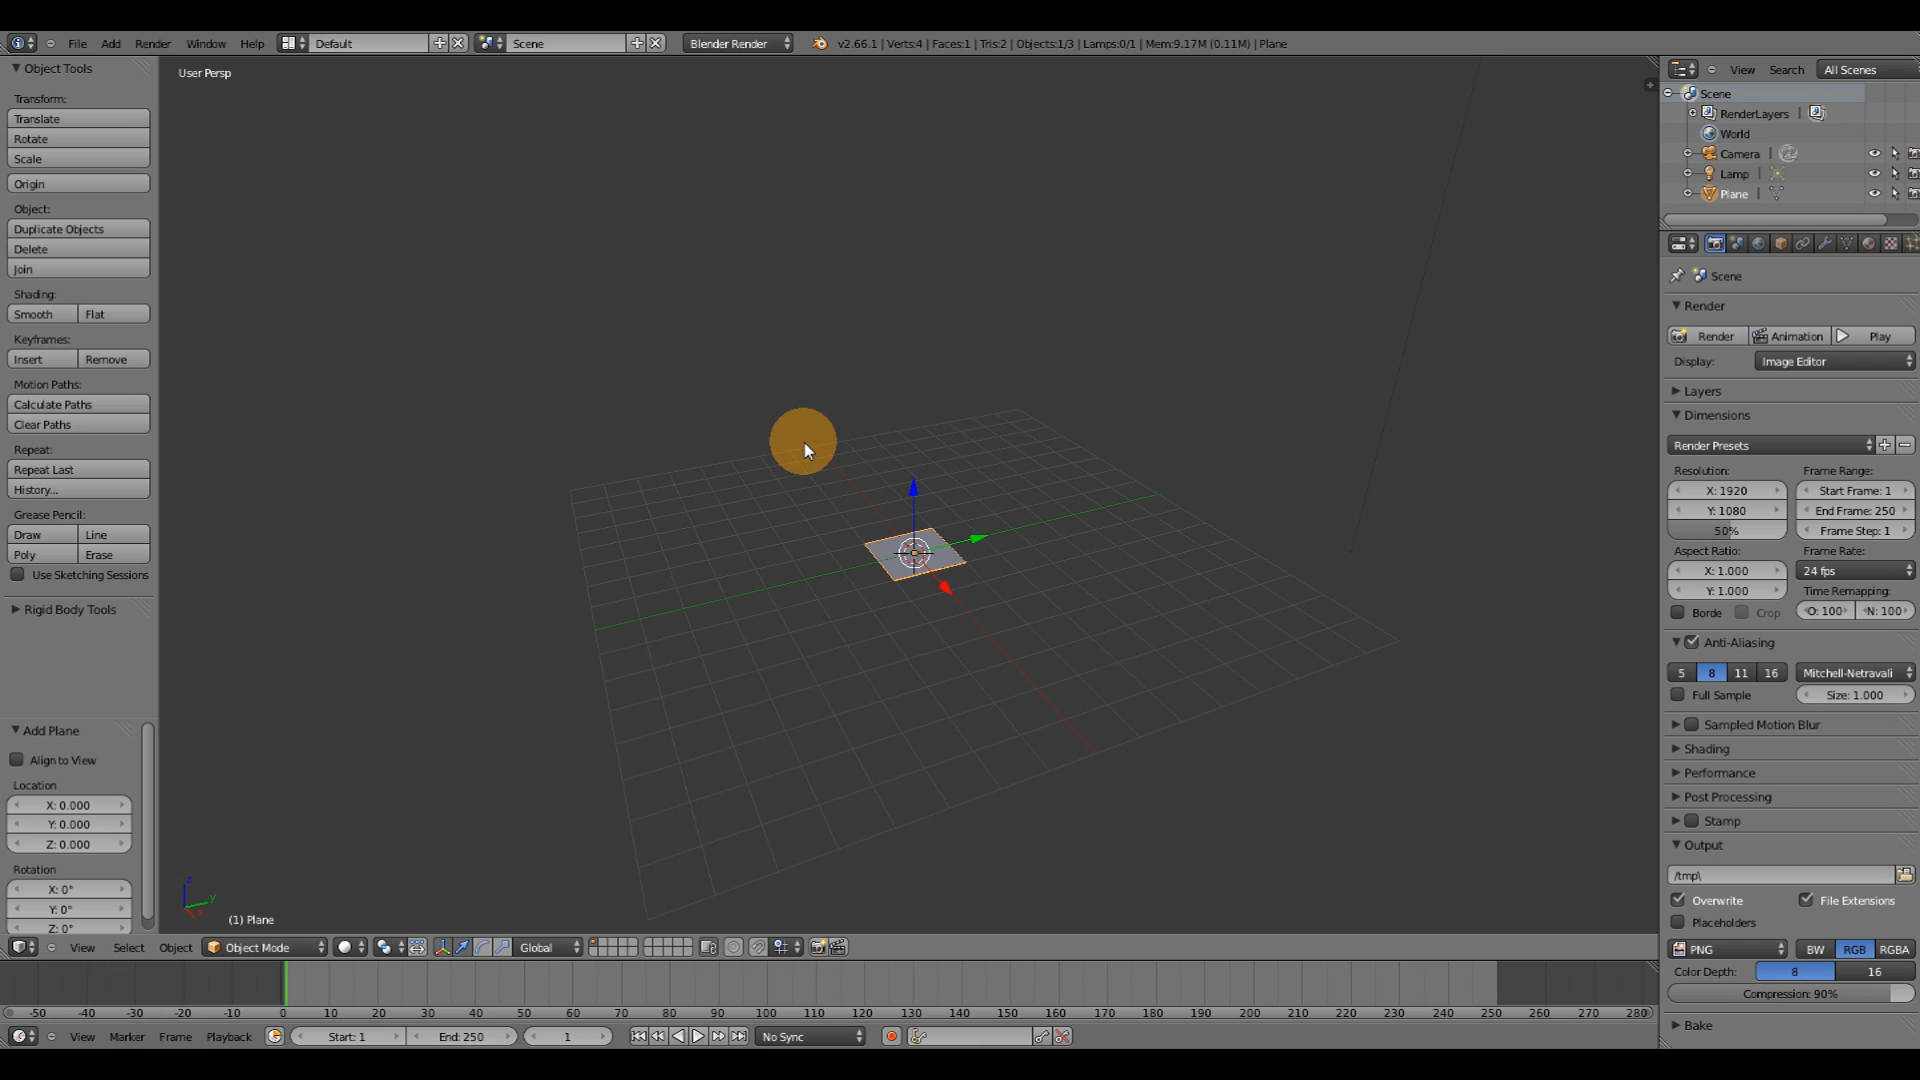 File Add Render Window Help Default Scene Blender Render v2.66.1 | Verts:4 | Faces:1 | Tris:2 | Objects:1/3 | Lamps:0/1 | Mem:9.17M (0.11M) | Plane
Object Tools
Transform:
Translate
Rotate
Scale
Origin
Object:
Duplicate Objects
Delete
Join
Shading:
Smooth Flat
Keyframes:
Insert Remove
Motion Paths:
Calculate Paths
Clear Paths
Repeat:
Repeat Last
History...
Grease Pencil:
Draw Line
Poly Erase
Use Sketching Sessions
Rigid Body Tools
Add Plane
Align to View
Location
X: 0.000
Y: 0.000
Z: 0.000
Rotation
X: 0°
Y: 0°
Z: 0°
User Persp
z
y
x
(1) Plane
View Select Object Object Mode Global
-50 -40 -30 -20 -10 0 10 20 30 40 50 60 70 80 90 100 110 120 130 140 150 160 170 180 190 200 210 220 230 240 250 260 270 280
View Marker Frame Playback Start: 1 End: 250 1 No Sync
View Search All Scenes
Scene
RenderLayers
World
Camera
Lamp
Plane
Scene
Render
Render Animation Play
Display: Image Editor
Layers
Dimensions
Render Presets
Resolution: Frame Range:
X: 1920 Start Frame: 1
Y: 1080 End Frame: 250
50% Frame Step: 1
Aspect Ratio: Frame Rate:
X: 1.000 24 fps
Y: 1.000 Time Remapping:
Borde Crop O: 100 N: 100
Anti-Aliasing
5 8 11 16 Mitchell-Netravali
Full Sample Size: 1.000
Sampled Motion Blur
Shading
Performance
Post Processing
Stamp
Output
/tmp\
Overwrite File Extensions
Placeholders
PNG BW RGB RGBA
Color Depth: 8 16
Compression: 90%
Bake